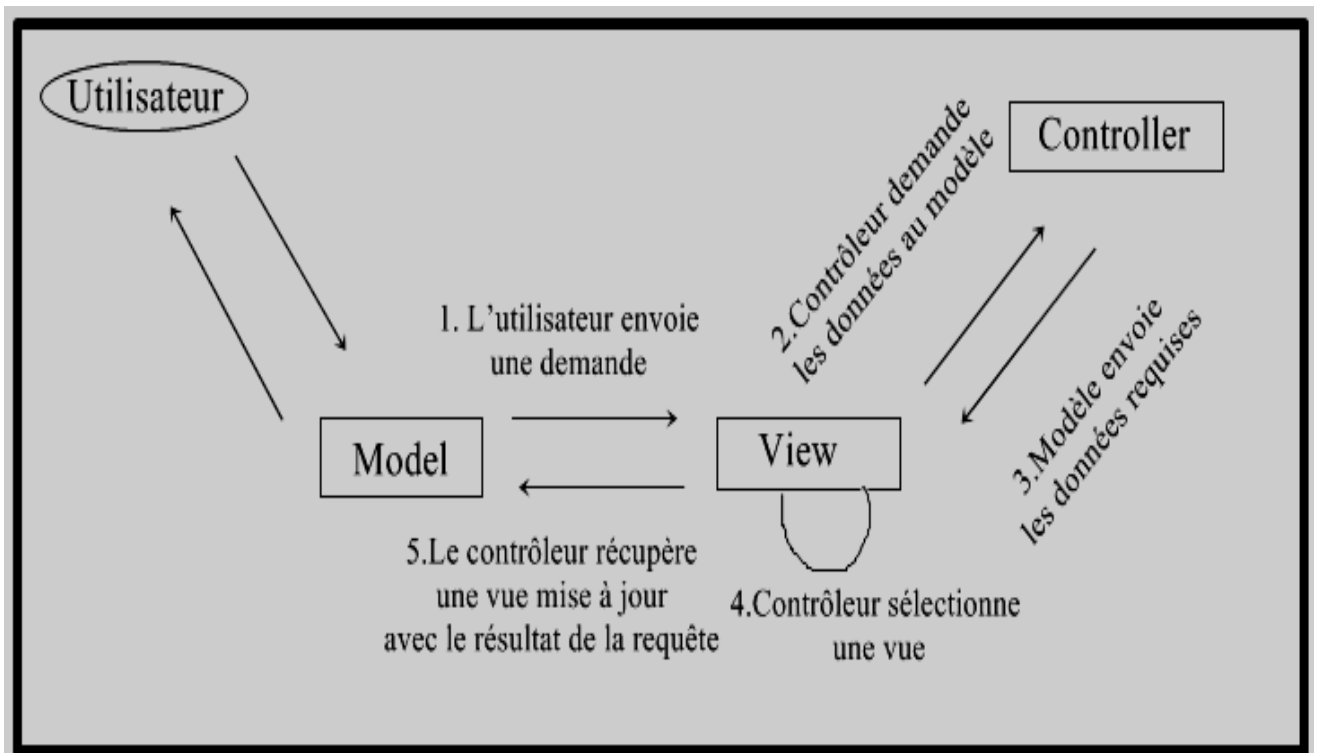 Utilisateur
Controller
2.Contrôleur demande
les données au modèle
1. L'utilisateur envoie
une demande
3.Modèle envoie
les données requises
Model
View
5.Le contrôleur récupère
une vue mise à jour
avec le résultat de la requête
4.Contrôleur sélectionne
une vue